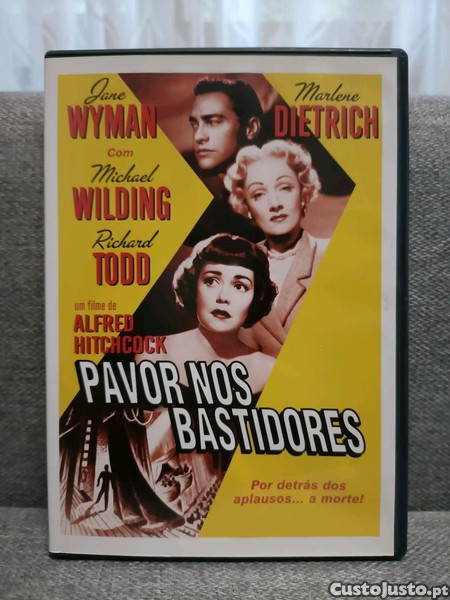 Jane
WYMAN
Marlene
DIETRICH
Com
Michael
WILDING
Richard
TODD
um filme de
ALFRED
HITCHCOCK
PAVOR NOS
BASTIDORES
Por detrás dos
aplausos... a morte!
CustoJusto.pt